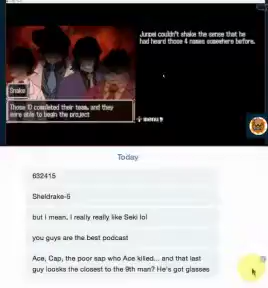 Junpei couldn't shake the sense that he
had heard those 4 names somewhere before.
Snake
Those 10 completed their team, and they
were able to begin the project
Today
632415
Sheldrake-5
but I mean, I really really like Seki lol
you guys are the best podcast
Ace, Cap, the poor sap who Ace killed... and that last
guy loosks the closest to the 9th man? He's got glasses